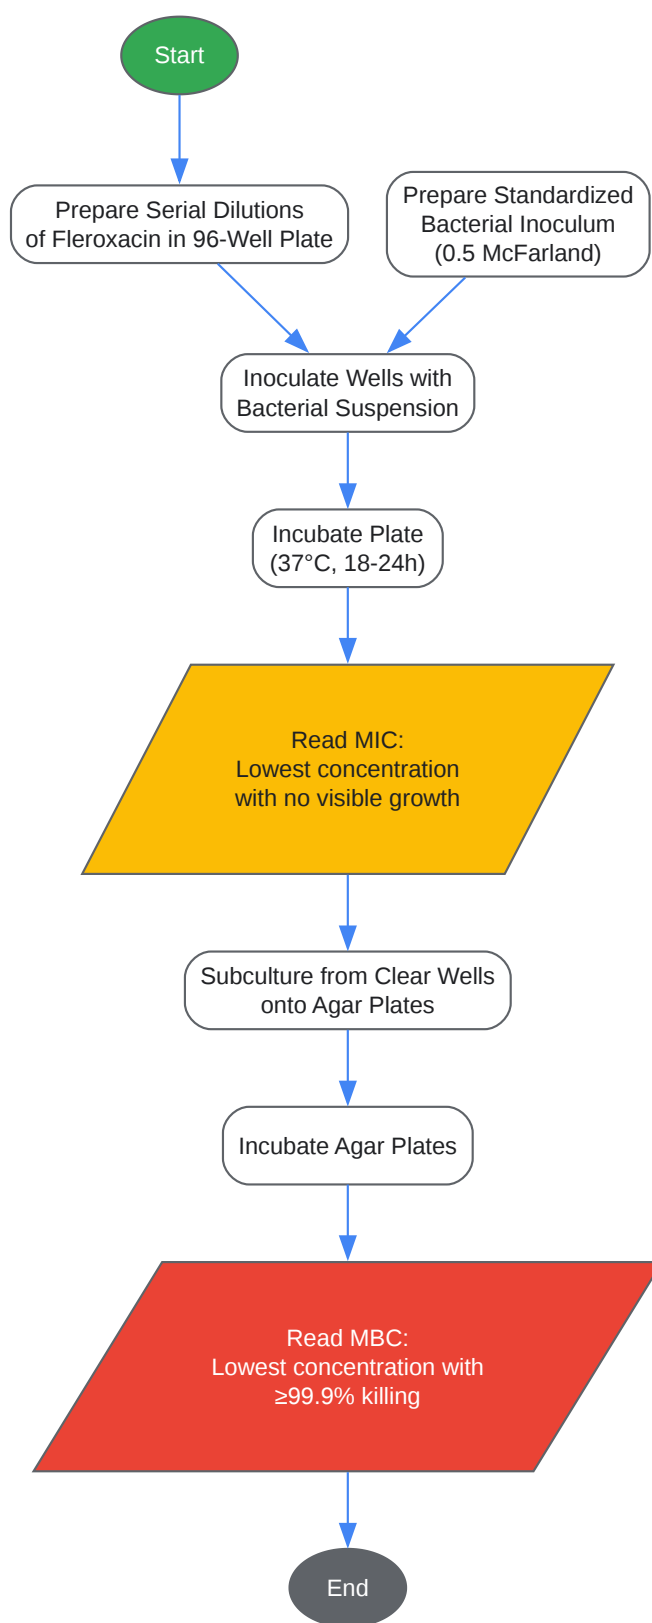 Start
Prepare Serial Dilutions
of Fleroxacin in 96-Well Plate
Prepare Standardized
Bacterial Inoculum
(0.5 McFarland)
Inoculate Wells with
Bacterial Suspension
Incubate Plate
(37°C, 18-24h)
Read MIC:
Lowest concentration
with no visible growth
Subculture from Clear Wells
onto Agar Plates
Incubate Agar Plates
Read MBC:
Lowest concentration with
≥99.9% killing
End